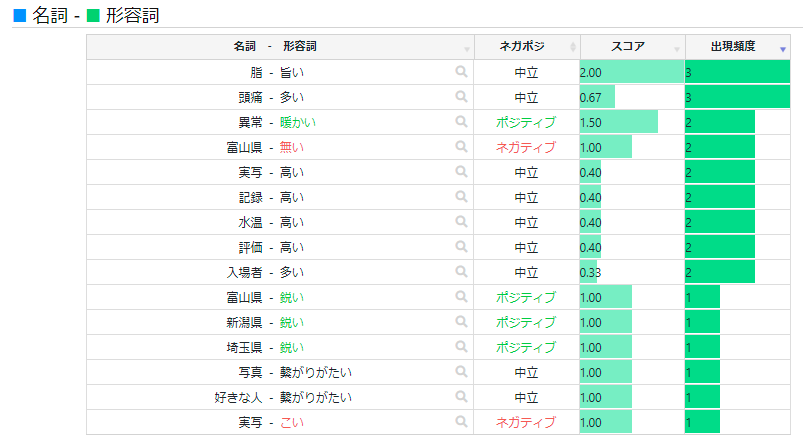 名詞 - 形容詞
名詞 - 形容詞 ネガポジ スコア 出現頻度
脂 - 旨い 中立 2.00 3
頭痛 - 多い 中立 0.67 3
異常 - 暖かい ポジティブ 1.50 2
富山県 - 無い ネガティブ 1.00 2
実写 - 高い 中立 0.40 2
記録 - 高い 中立 0.40 2
水温 - 高い 中立 0.40 2
評価 - 高い 中立 0.40 2
入場者 - 多い 中立 0.33 2
富山県 - 鋭い ポジティブ 1.00 1
新潟県 - 鋭い ポジティブ 1.00 1
埼玉県 - 鋭い ポジティブ 1.00 1
写真 - 繋がりがたい 中立 1.00 1
好きな人 - 繋がりがたい 中立 1.00 1
実写 - こい ネガティブ 1.00 1